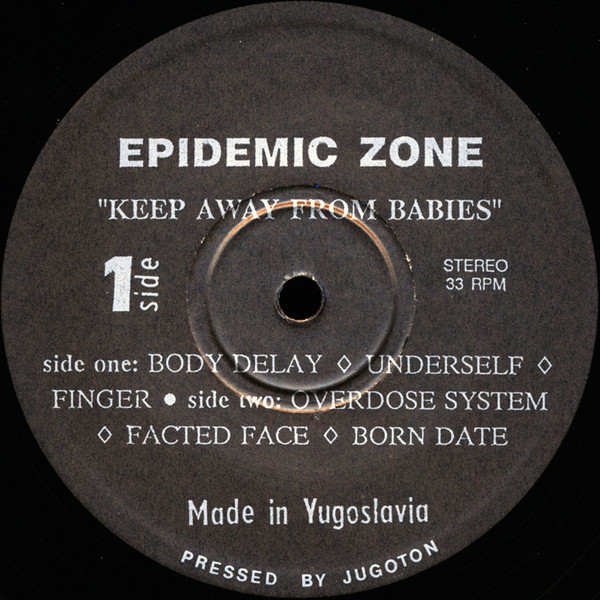 EPIDEMIC ZONE
"KEEP AWAY FROM BABIES"
1 side
STEREO
33 RPM
side one: BODY DELAY ◊ UNDERSELF ◊
FINGER • side two: OVERDOSE SYSTEM
◊ FACTED FACE ◊ BORN DATE
Made in Yugoslavia
PRESSED BY JUGOTON